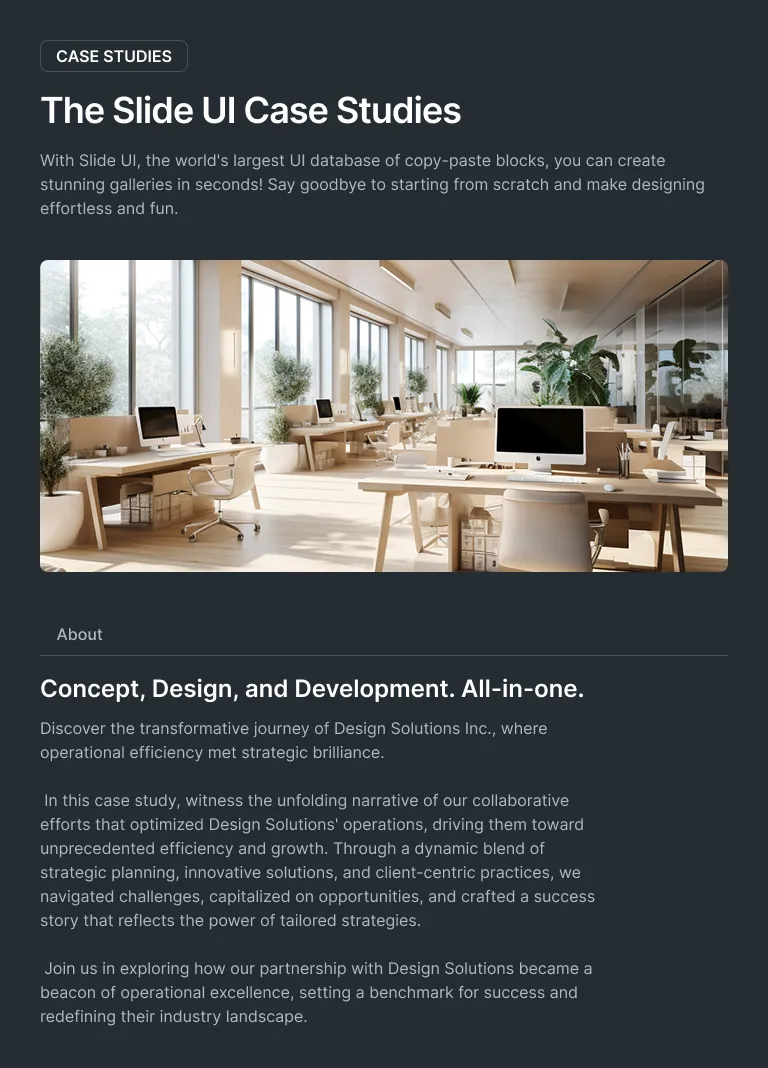 CASE STUDIES
The Slide UI Case Studies
With Slide UI, the world's largest UI database of copy-paste blocks, you can create
stunning galleries in seconds! Say goodbye to starting from scratch and make designing
effortless and fun.
About
Concept, Design, and Development. All-in-one.
Discover the transformative journey of Design Solutions Inc., where
operational efficiency met strategic brilliance.
In this case study, witness the unfolding narrative of our collaborative
efforts that optimized Design Solutions' operations, driving them toward
unprecedented efficiency and growth. Through a dynamic blend of
strategic planning, innovative solutions, and client-centric practices, we
navigated challenges, capitalized on opportunities, and crafted a success
story that reflects the power of tailored strategies.
Join us in exploring how our partnership with Design Solutions became a
beacon of operational excellence, setting a benchmark for success and
redefining their industry landscape.